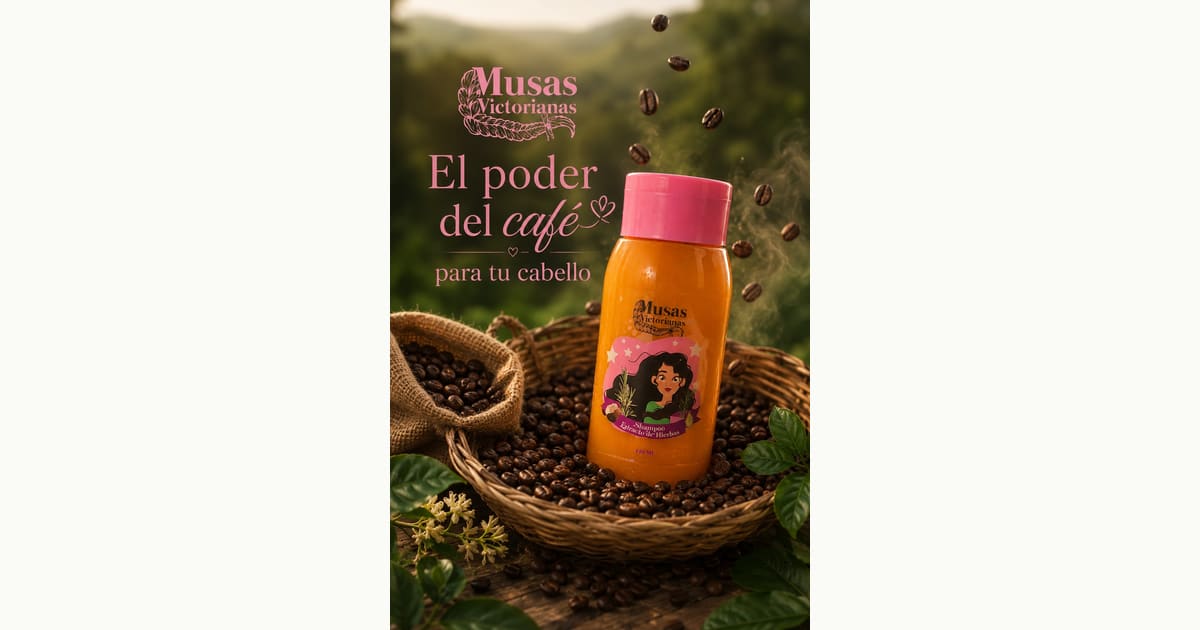 Musas
Victorianas
El poder
del café
para tu cabello
Musas
Victorianas
Shampoo
Extracto de Hierbas